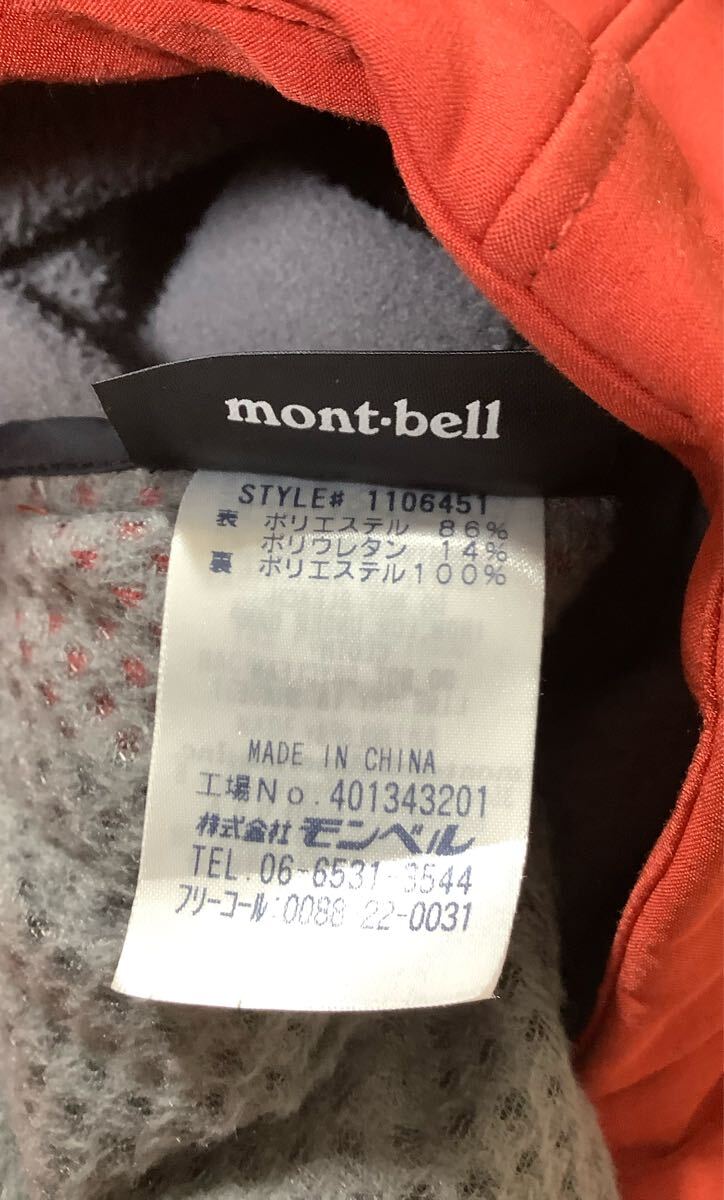 mont·bell
STYLE# 1106451
表 ポリエステル 86%
ポリウレタン 14%
裏 ポリエステル100%
MADE IN CHINA
工場No. 401343201
株式会社 モンベル
TEL. 06-6531-3544
フリーコール:0088-22-0031